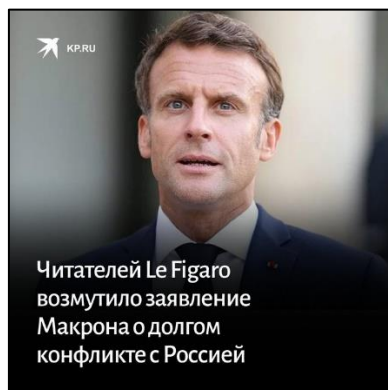 KP.RU
Читателей Le Figaro
возмутило заявление
Макрона о долгом
конфликте с Россией